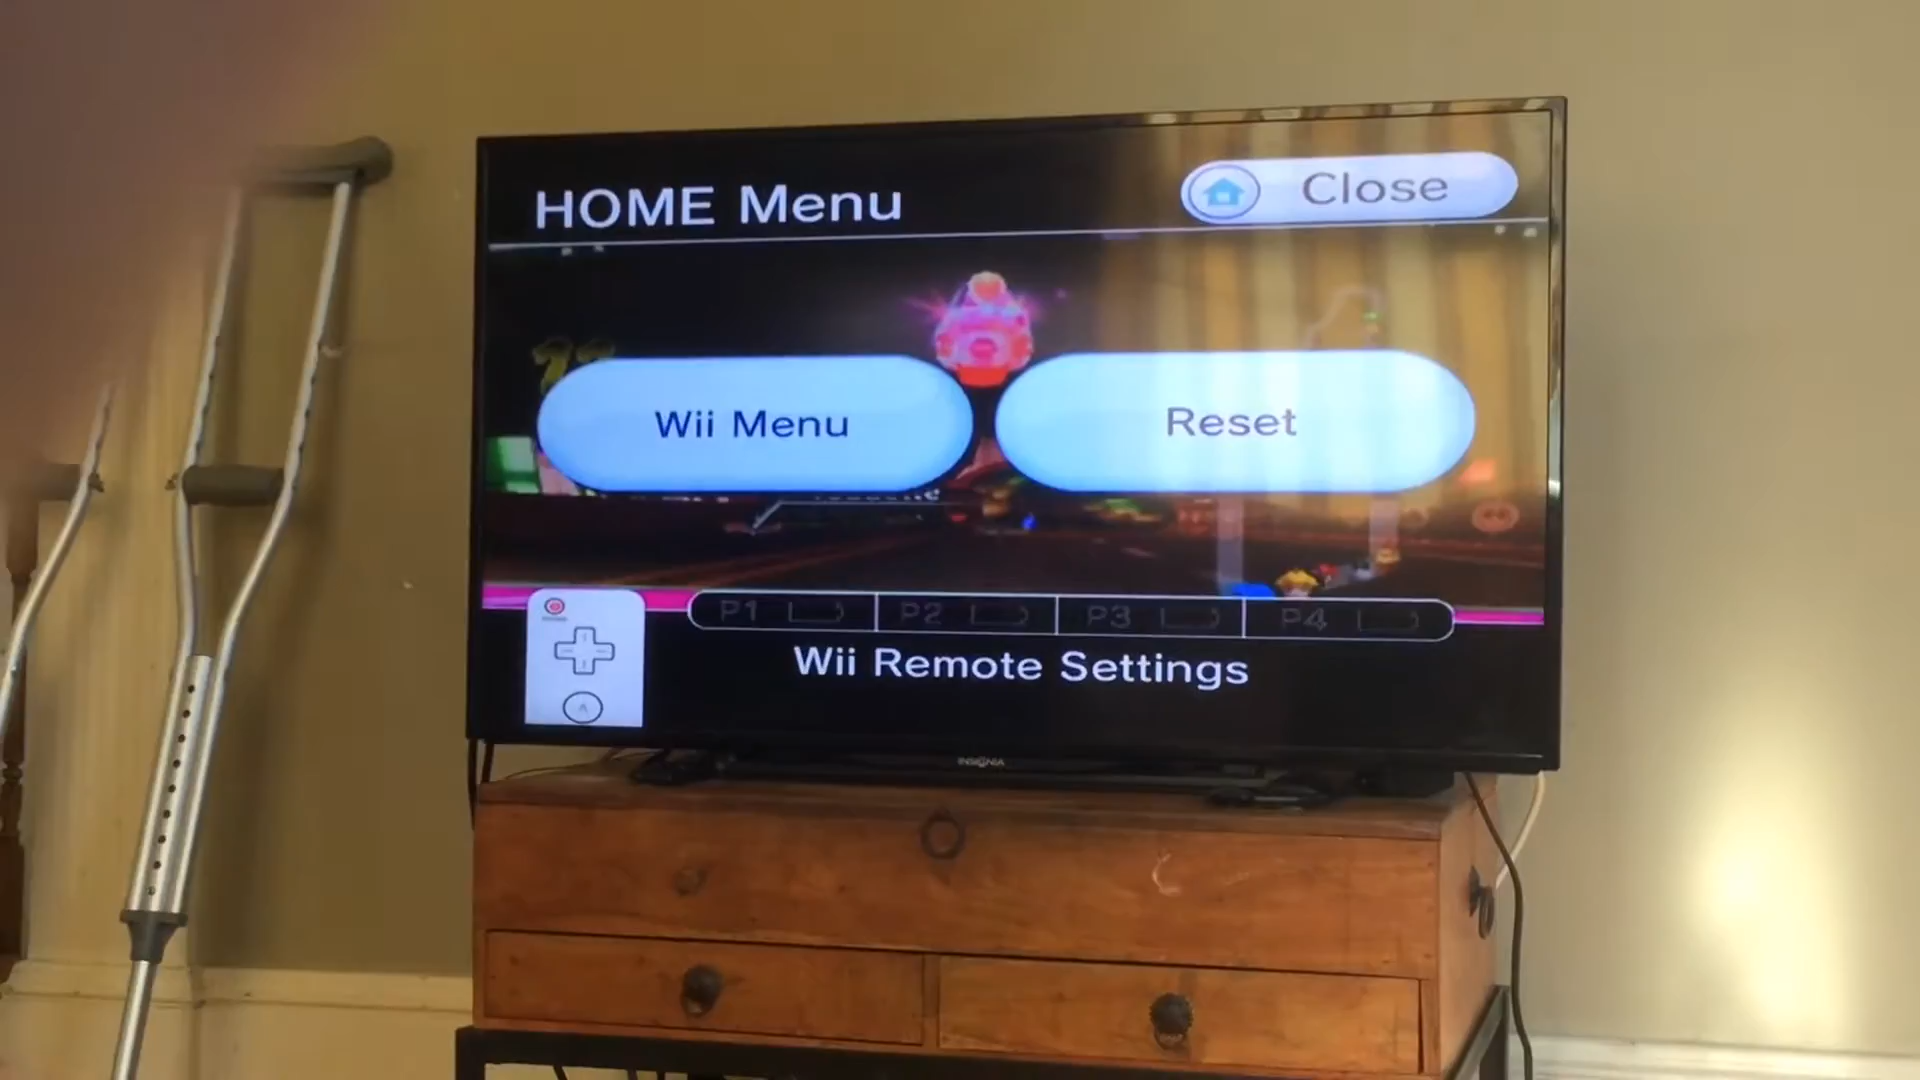 HOME Menu
Close
Wii Menu
Reset
P1
P2
P3
P4
Wii Remote Settings
A
INSIGNIA